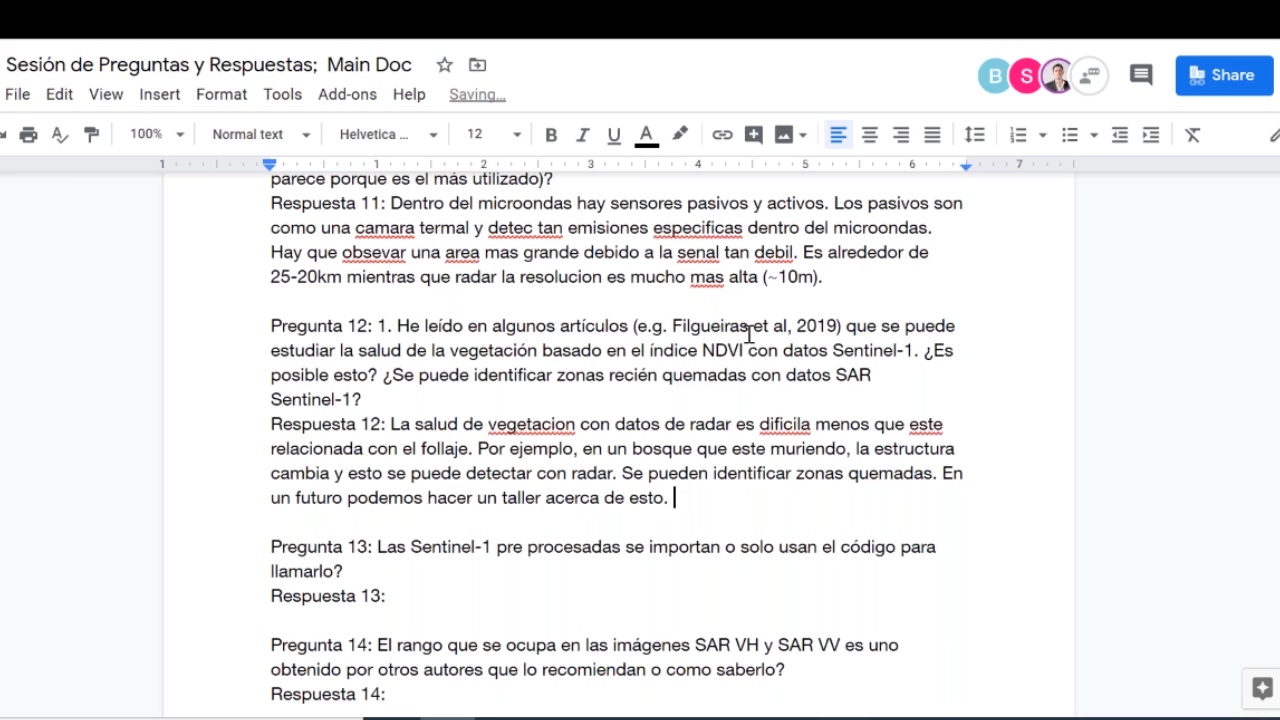 Sesión de Preguntas y Respuestas; Main Doc
B S
Share
File Edit View Insert Format Tools Add-ons Help Saving...
100% Normal text Helvetica ... 12 B I U A
1 1 2 3 4 5 6 7
parece porque es el más utilizado)?
Respuesta 11: Dentro del microondas hay sensores pasivos y activos. Los pasivos son
como una camara termal y detec tan emisiones especificas dentro del microondas.
Hay que obsevar una area mas grande debido a la senal tan debil. Es alrededor de
25-20km mientras que radar la resolucion es mucho mas alta (~10m).
Pregunta 12: 1. He leído en algunos artículos (e.g. Filgueiras et al, 2019) que se puede
estudiar la salud de la vegetación basado en el índice NDVI con datos Sentinel-1. ¿Es
posible esto? ¿Se puede identificar zonas recién quemadas con datos SAR
Sentinel-1?
Respuesta 12: La salud de vegetacion con datos de radar es dificila menos que este
relacionada con el follaje. Por ejemplo, en un bosque que este muriendo, la estructura
cambia y esto se puede detectar con radar. Se pueden identificar zonas quemadas. En
un futuro podemos hacer un taller acerca de esto.
Pregunta 13: Las Sentinel-1 pre procesadas se importan o solo usan el código para
llamarlo?
Respuesta 13:
Pregunta 14: El rango que se ocupa en las imágenes SAR VH y SAR VV es uno
obtenido por otros autores que lo recomiendan o como saberlo?
Respuesta 14: